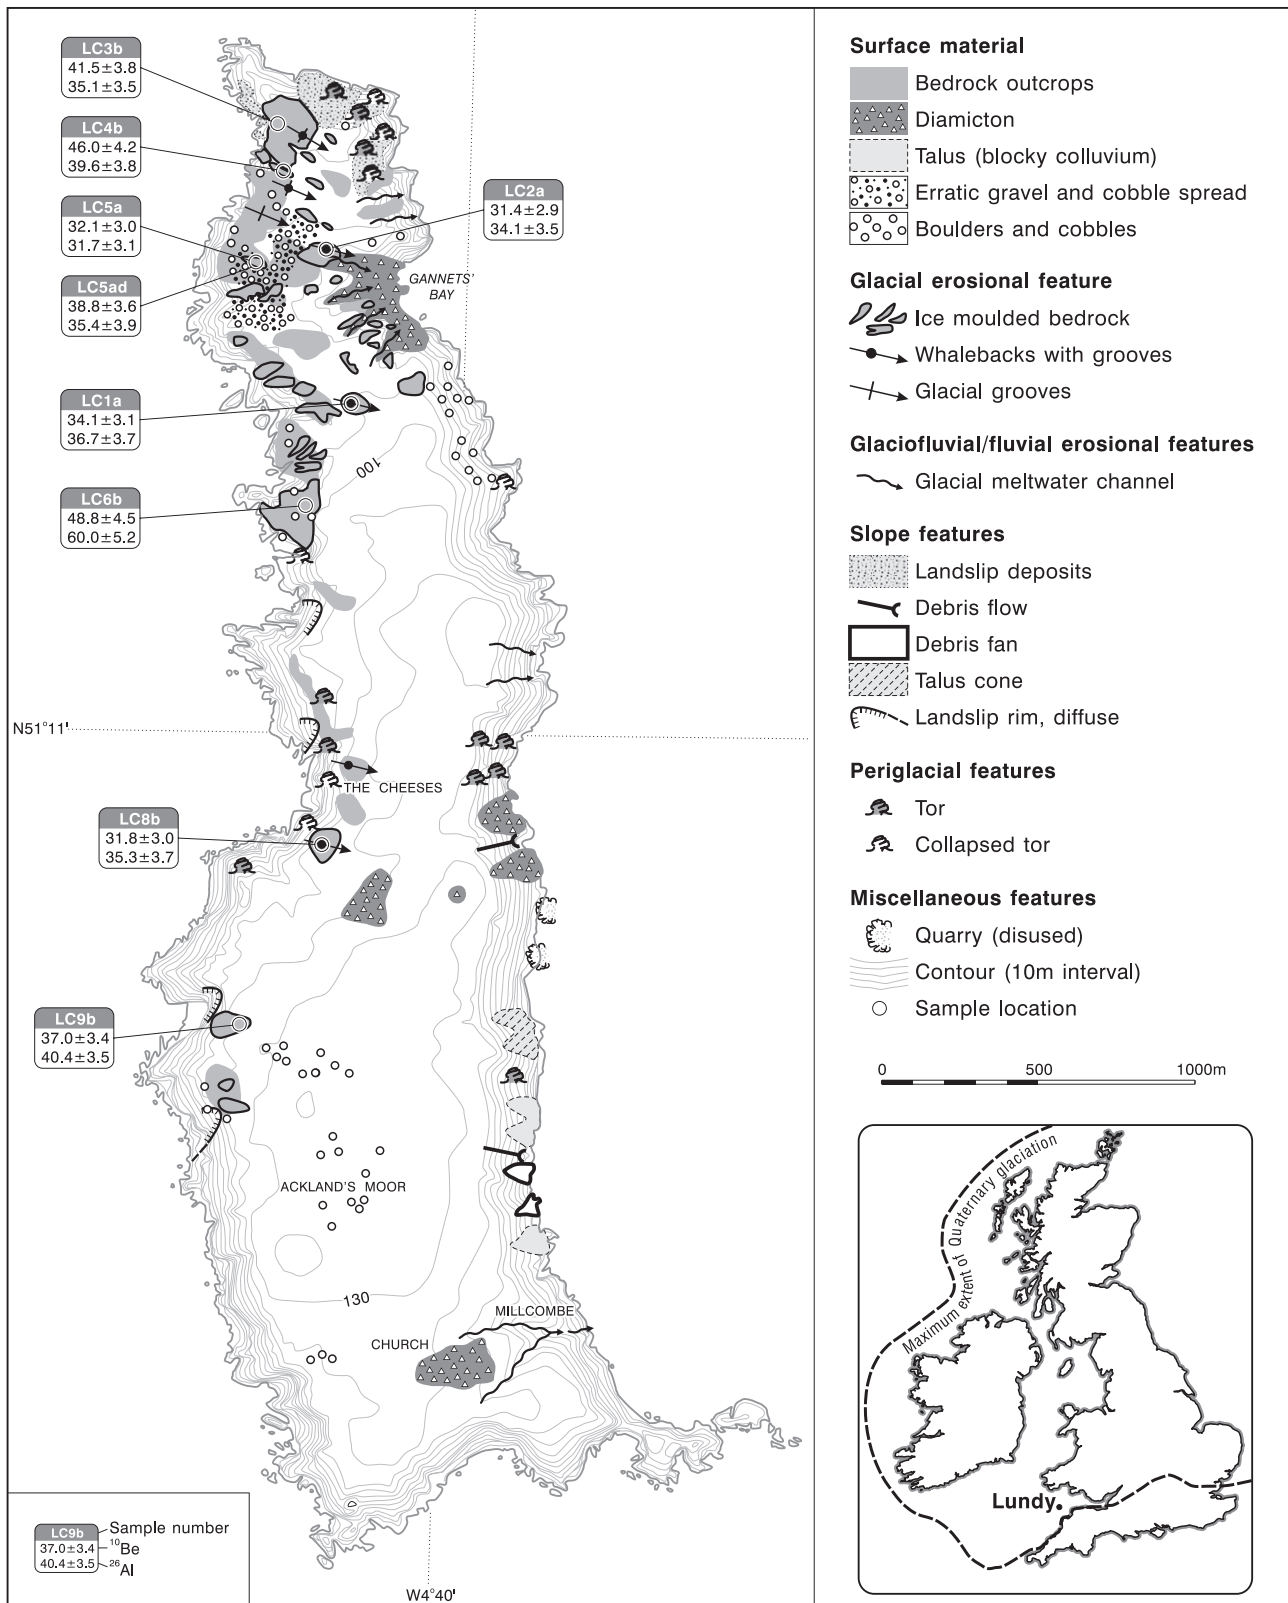 LC3b
41.5±3.8
35.1±3.5
LC4b
46.0±4.2
39.6±3.8
LC5a
32.1±3.0
31.7±3.1
LC5ad
38.8±3.6
35.4±3.9
LC2a
31.4±2.9
34.1±3.5
GANNETS'
BAY
LC1a
34.1±3.1
36.7±3.7
100
LC6b
48.8±4.5
60.0±5.2
N51°11'
THE CHEESES
LC8b
31.8±3.0
35.3±3.7
LC9b
37.0±3.4
40.4±3.5
ACKLAND'S MOOR
130
MILLCOMBE
CHURCH
W4°40'
LC9b
37.0±3.4
40.4±3.5
Sample number
10Be
26Al
Surface material
Bedrock outcrops
Diamicton
Talus (blocky colluvium)
Erratic gravel and cobble spread
Boulders and cobbles
Glacial erosional feature
Ice moulded bedrock
Whalebacks with grooves
Glacial grooves
Glaciofluvial/fluvial erosional features
Glacial meltwater channel
Slope features
Landslip deposits
Debris flow
Debris fan
Talus cone
Landslip rim, diffuse
Periglacial features
Tor
Collapsed tor
Miscellaneous features
Quarry (disused)
Contour (10m interval)
Sample location
0 500 1000m
Maximum extent of Quaternary glaciation
Lundy